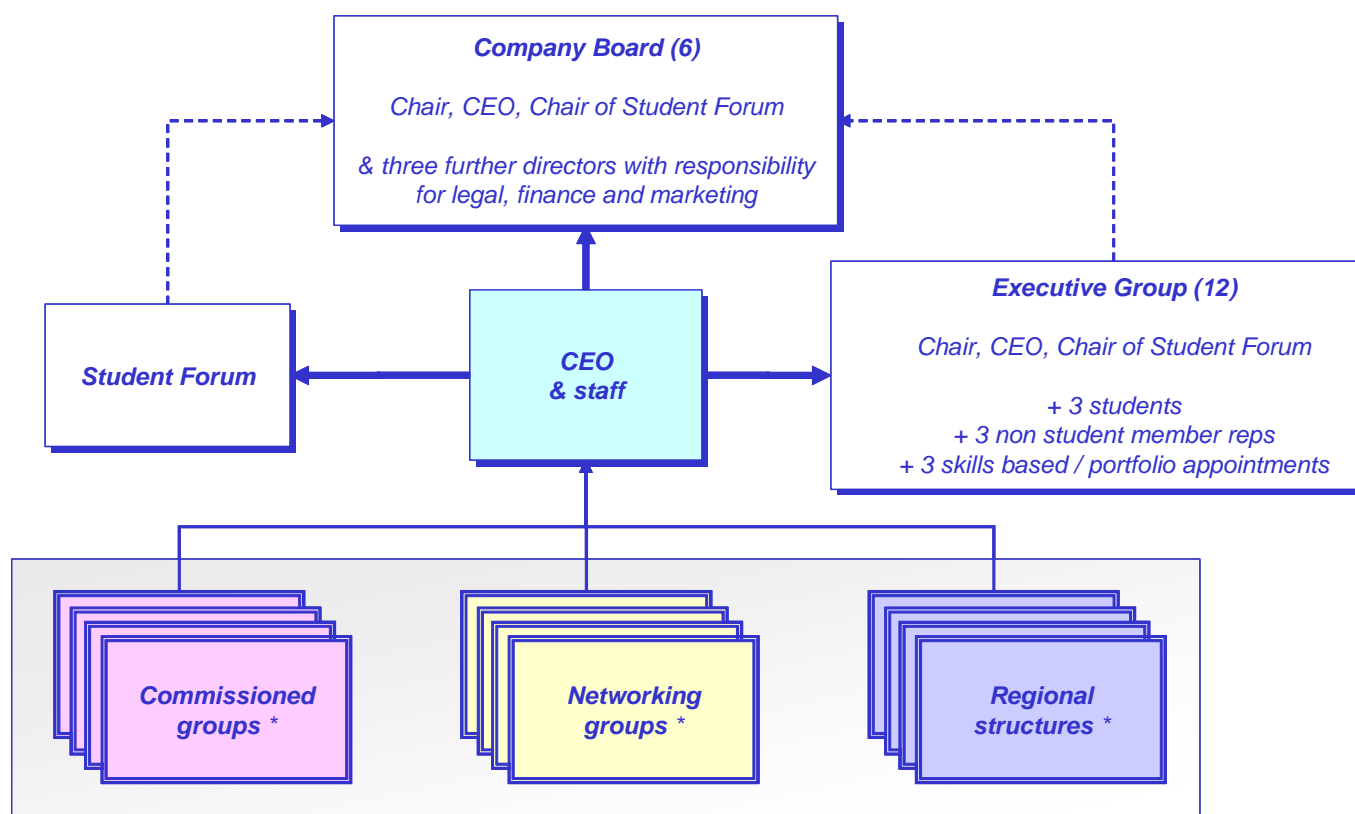 Company Board (6)
Chair, CEO, Chair of Student Forum
& three further directors with responsibility
for legal, finance and marketing
Executive Group (12)
Chair, CEO, Chair of Student Forum
+ 3 students
+ 3 non student member reps
+ 3 skills based / portfolio appointments
Student Forum
CEO
& staff
Commissioned
groups *
Networking
groups *
Regional
structures *